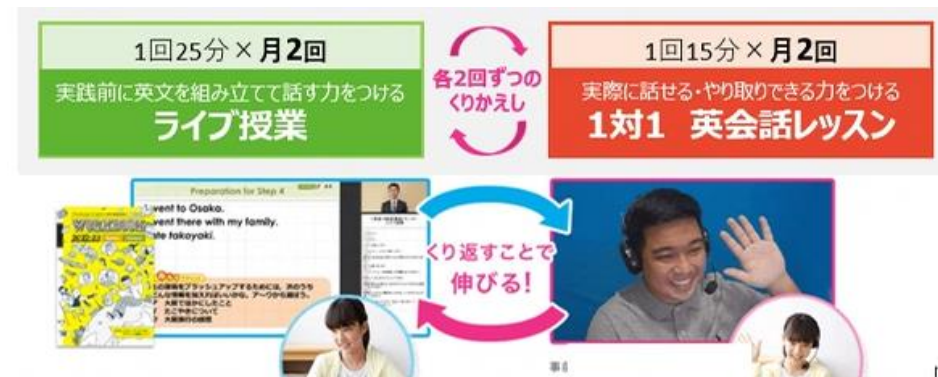 1回25分×月2回
実践前に英文を組み立てて話す力をつける
ライブ授業
各2回ずつの
くりかえし
1回15分×月2回
実際に話せる・やり取りできる力をつける
1対1 英会話レッスン
Preparation for Step 4
went to Osaka.
went there with my family.
ate takoyaki.
くり返すことで
伸びる!